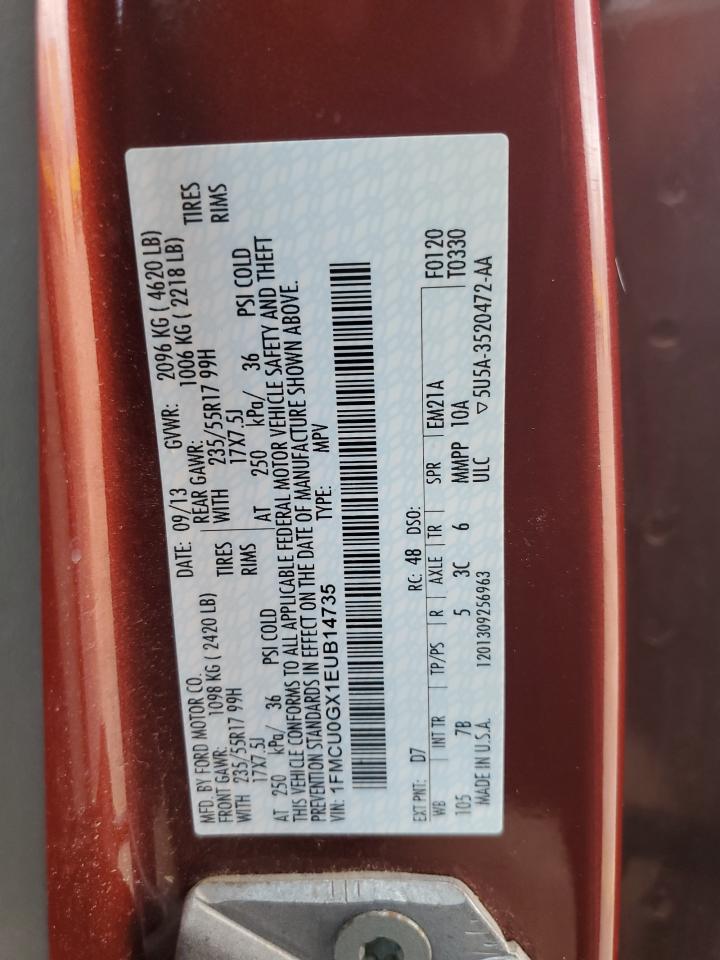 MFD. BY FORD MOTOR CO.
DATE: 09/13 GVWR: 2096 KG ( 4620 LB)
FRONT GAWR: 1098 KG ( 2420 LB) REAR GAWR: 1006 KG ( 2218 LB)
WITH 235/55R17 99H TIRES WITH 235/55R17 99H TIRES
17X7.5J RIMS 17X7.5J RIMS
AT 250 kPa/ 36 PSI COLD AT 250 kPa/ 36 PSI COLD
THIS VEHICLE CONFORMS TO ALL APPLICABLE FEDERAL MOTOR VEHICLE SAFETY AND THEFT
PREVENTION STANDARDS IN EFFECT ON THE DATE OF MANUFACTURE SHOWN ABOVE.
VIN: 1FMCU0GX1EUB14735 TYPE: MPV
EXT PNT: D7 RC: 48 DSO: F0120
WB INT TR TP/PS R AXLE TR SPR EM21A T0330
105 7B 5 3C 6 MMPP 10A
MADE IN U.S.A. 1201309256963 ULC ▽5U5A-3520472-AA